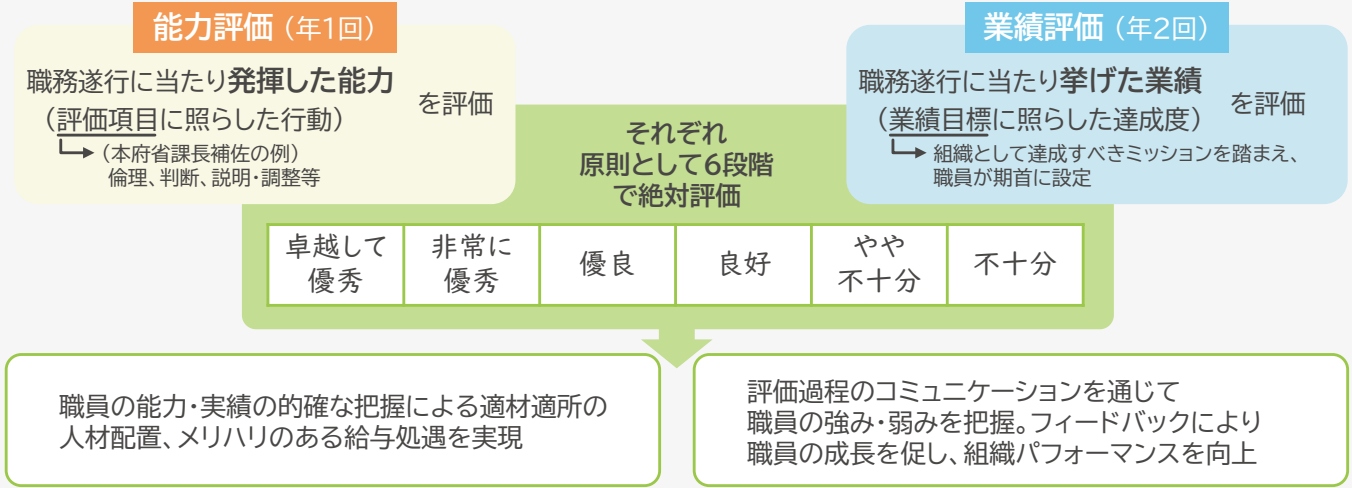 能力評価（年1回）
職務遂行に当たり発揮した能力
（評価項目に照らした行動）
を評価
（本府省課長補佐の例）
倫理、判断、説明・調整等
業績評価（年2回）
職務遂行に当たり挙げた業績
（業績目標に照らした達成度）
を評価
組織として達成すべきミッションを踏まえ、
職員が期首に設定
それぞれ
原則として6段階
で絶対評価
卓越して
優秀
非常に
優秀
優良
良好
やや
不十分
不十分
職員の能力・実績の的確な把握による適材適所の
人材配置、メリハリのある給与処遇を実現
評価過程のコミュニケーションを通じて
職員の強み・弱みを把握。フィードバックにより
職員の成長を促し、組織パフォーマンスを向上